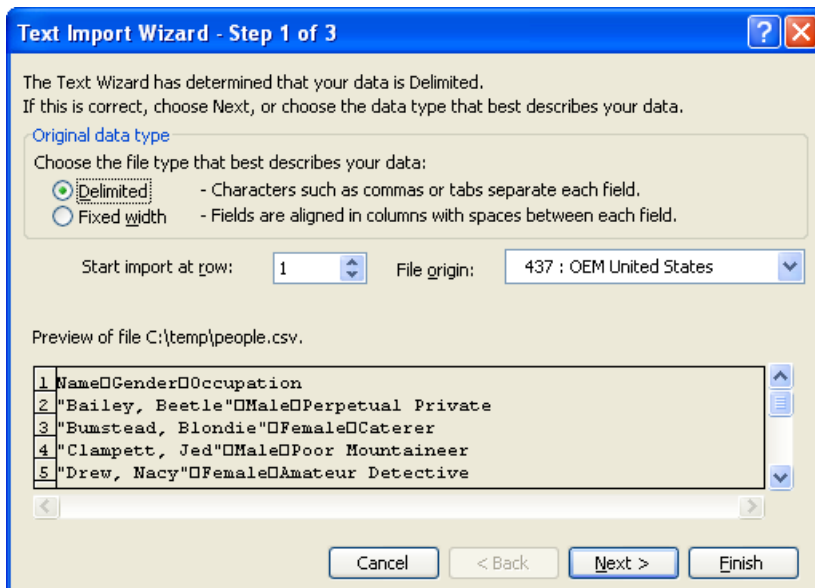 Text Import Wizard - Step 1 of 3
The Text Wizard has determined that your data is Delimited.
If this is correct, choose Next, or choose the data type that best describes your data.
Original data type
Choose the file type that best describes your data:
Delimited - Characters such as commas or tabs separate each field.
Fixed width - Fields are aligned in columns with spaces between each field.
Start import at row: 1 File origin: 437 : OEM United States
Preview of file C:\temp\people.csv.
1 Name□Gender□Occupation
2 "Bailey, Beetle"□Male□Perpetual Private
3 "Bumstead, Blondie"□Female□Caterer
4 "Clampett, Jed"□Male□Poor Mountaineer
5 "Drew, Nacy"□Female□Amateur Detective
Cancel < Back Next > Finish